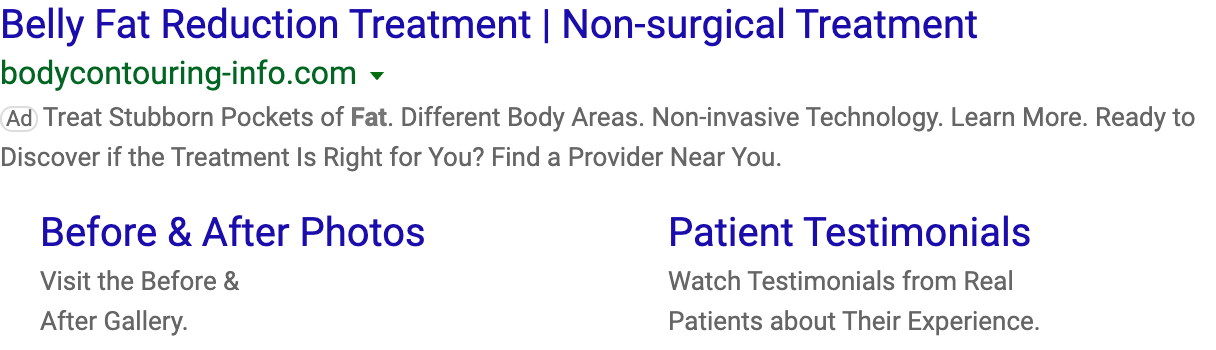 Belly Fat Reduction Treatment | Non-surgical Treatment
bodycontouring-info.com
Ad Treat Stubborn Pockets of Fat. Different Body Areas. Non-invasive Technology. Learn More. Ready to
Discover if the Treatment Is Right for You? Find a Provider Near You.
Before & After Photos
Visit the Before &
After Gallery.
Patient Testimonials
Watch Testimonials from Real
Patients about Their Experience.